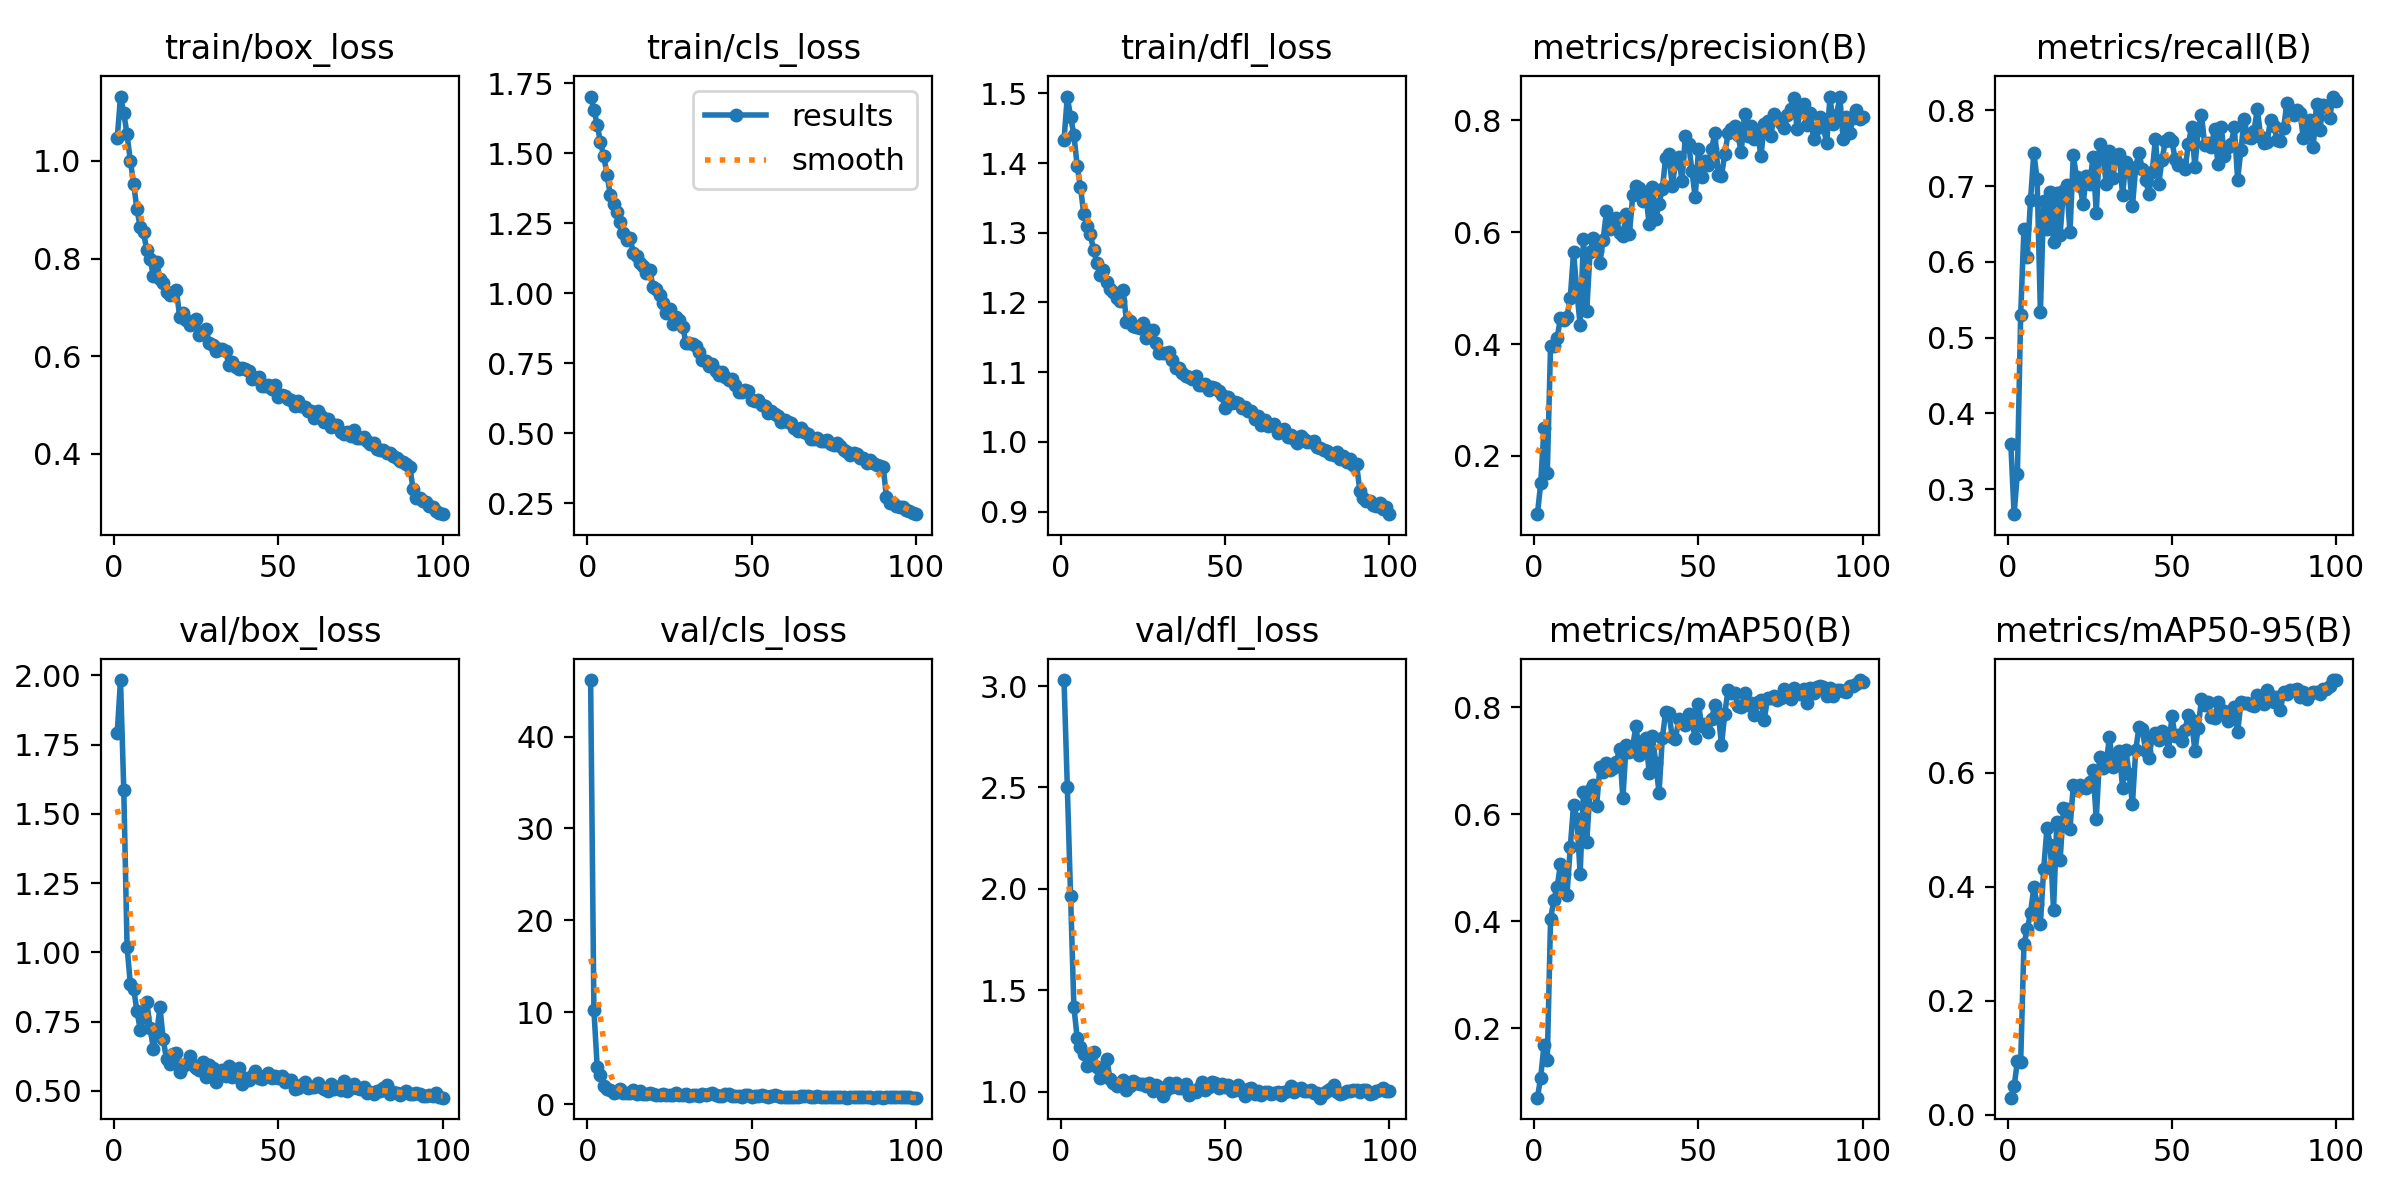 train/box_loss
1.0
0.8
0.6
0.4
0 50 100
train/cls_loss
results
smooth
1.75
1.50
1.25
1.00
0.75
0.50
0.25
0 50 100
train/dfl_loss
1.5
1.4
1.3
1.2
1.1
1.0
0.9
0 50 100
metrics/precision(B)
0.8
0.6
0.4
0.2
0 50 100
metrics/recall(B)
0.8
0.7
0.6
0.5
0.4
0.3
0 50 100
val/box_loss
2.00
1.75
1.50
1.25
1.00
0.75
0.50
0 50 100
val/cls_loss
40
30
20
10
0
0 50 100
val/dfl_loss
3.0
2.5
2.0
1.5
1.0
0 50 100
metrics/mAP50(B)
0.8
0.6
0.4
0.2
0 50 100
metrics/mAP50-95(B)
0.6
0.4
0.2
0.0
0 50 100